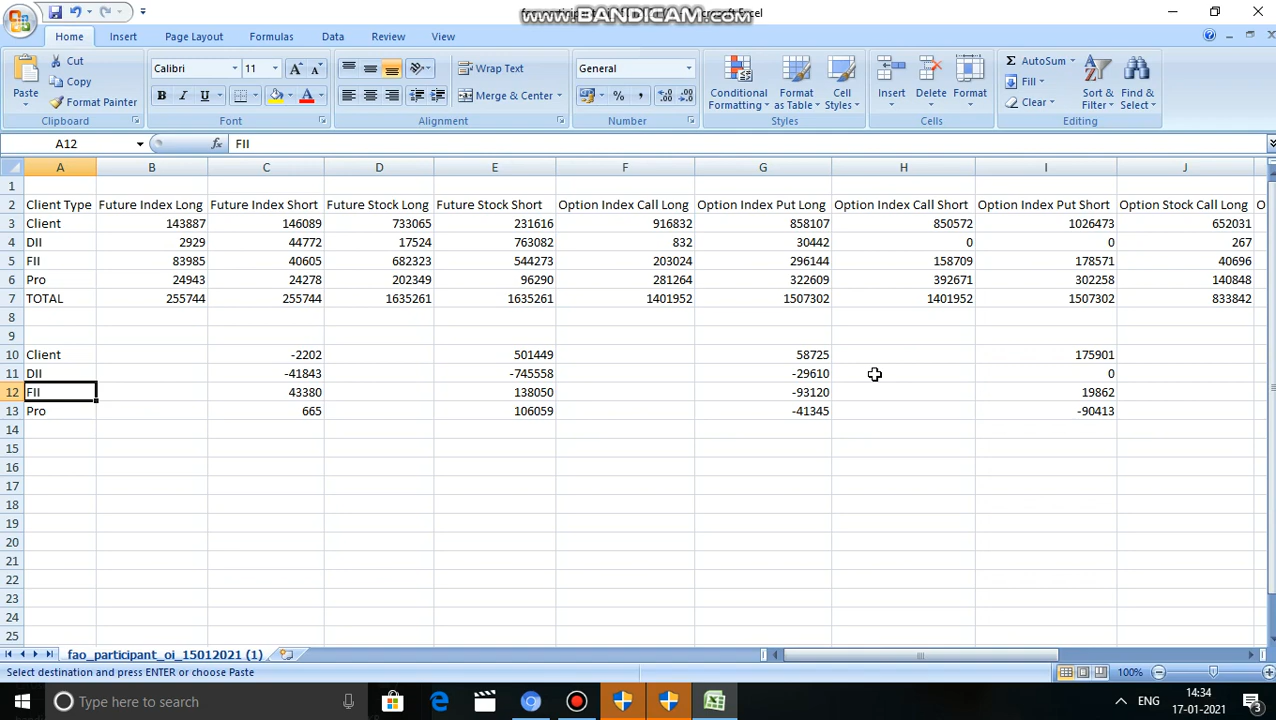 www.BANDICAM.com
Home Insert Page Layout Formulas Data Review View
Paste Cut Copy Format Painter Clipboard
Calibri 11 Font
Wrap Text Merge & Center Alignment
General Number
Conditional Formatting Format as Table Cell Styles Styles
Insert Delete Format Cells
AutoSum Fill Clear Sort & Filter Find & Select Editing
A12 fx FII
A B C D E F G H I J
1
2 Client Type Future Index Long Future Index Short Future Stock Long Future Stock Short Option Index Call Long Option Index Put Long Option Index Call Short Option Index Put Short Option Stock Call Long O
3 Client 143887 146089 733065 231616 916832 858107 850572 1026473 652031
4 DII 2929 44772 17524 763082 832 30442 0 0 267
5 FII 83985 40605 682323 544273 203024 296144 158709 178571 40696
6 Pro 24943 24278 202349 96290 281264 322609 392671 302258 140848
7 TOTAL 255744 255744 1635261 1635261 1401952 1507302 1401952 1507302 833842
8
9
10 Client -2202 501449 58725 175901
11 DII -41843 -745558 -29610 0
12 FII 43380 138050 -93120 19862
13 Pro 665 106059 -41345 -90413
14
15
16
17
18
19
20
21
22
23
24
25
fao_participant_oi_15012021 (1)
Select destination and press ENTER or choose Paste 100%
Type here to search ENG 14:34
17-01-2021 3